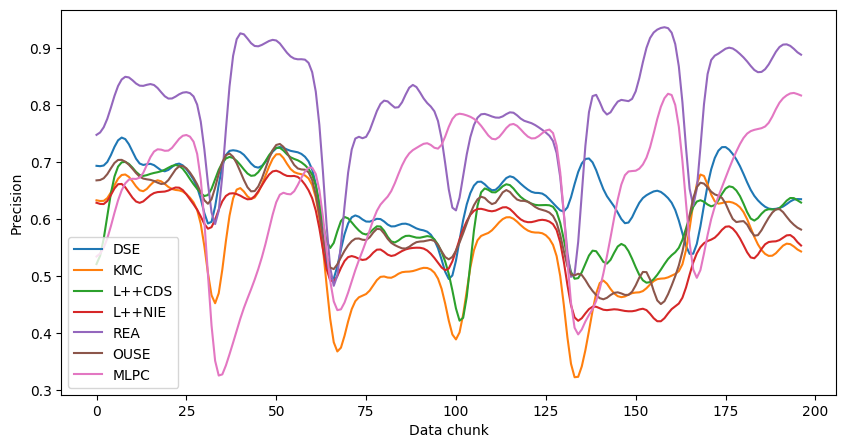 Precision
0.9
0.8
0.7
0.6
0.5
0.4
0.3
DSE
KMC
L++CDS
L++NIE
REA
OUSE
MLPC
0 25 50 75 100 125 150 175 200
Data chunk